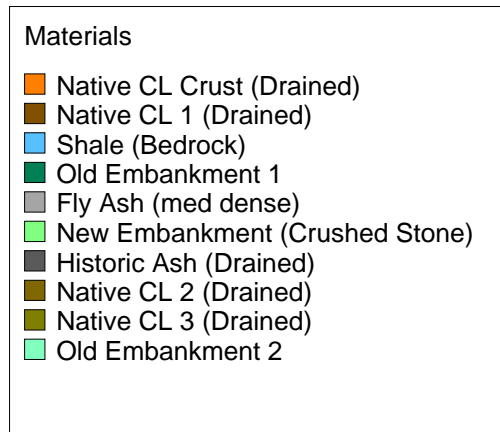 Materials
Native CL Crust (Drained)
Native CL 1 (Drained)
Shale (Bedrock)
Old Embankment 1
Fly Ash (med dense)
New Embankment (Crushed Stone)
Historic Ash (Drained)
Native CL 2 (Drained)
Native CL 3 (Drained)
Old Embankment 2